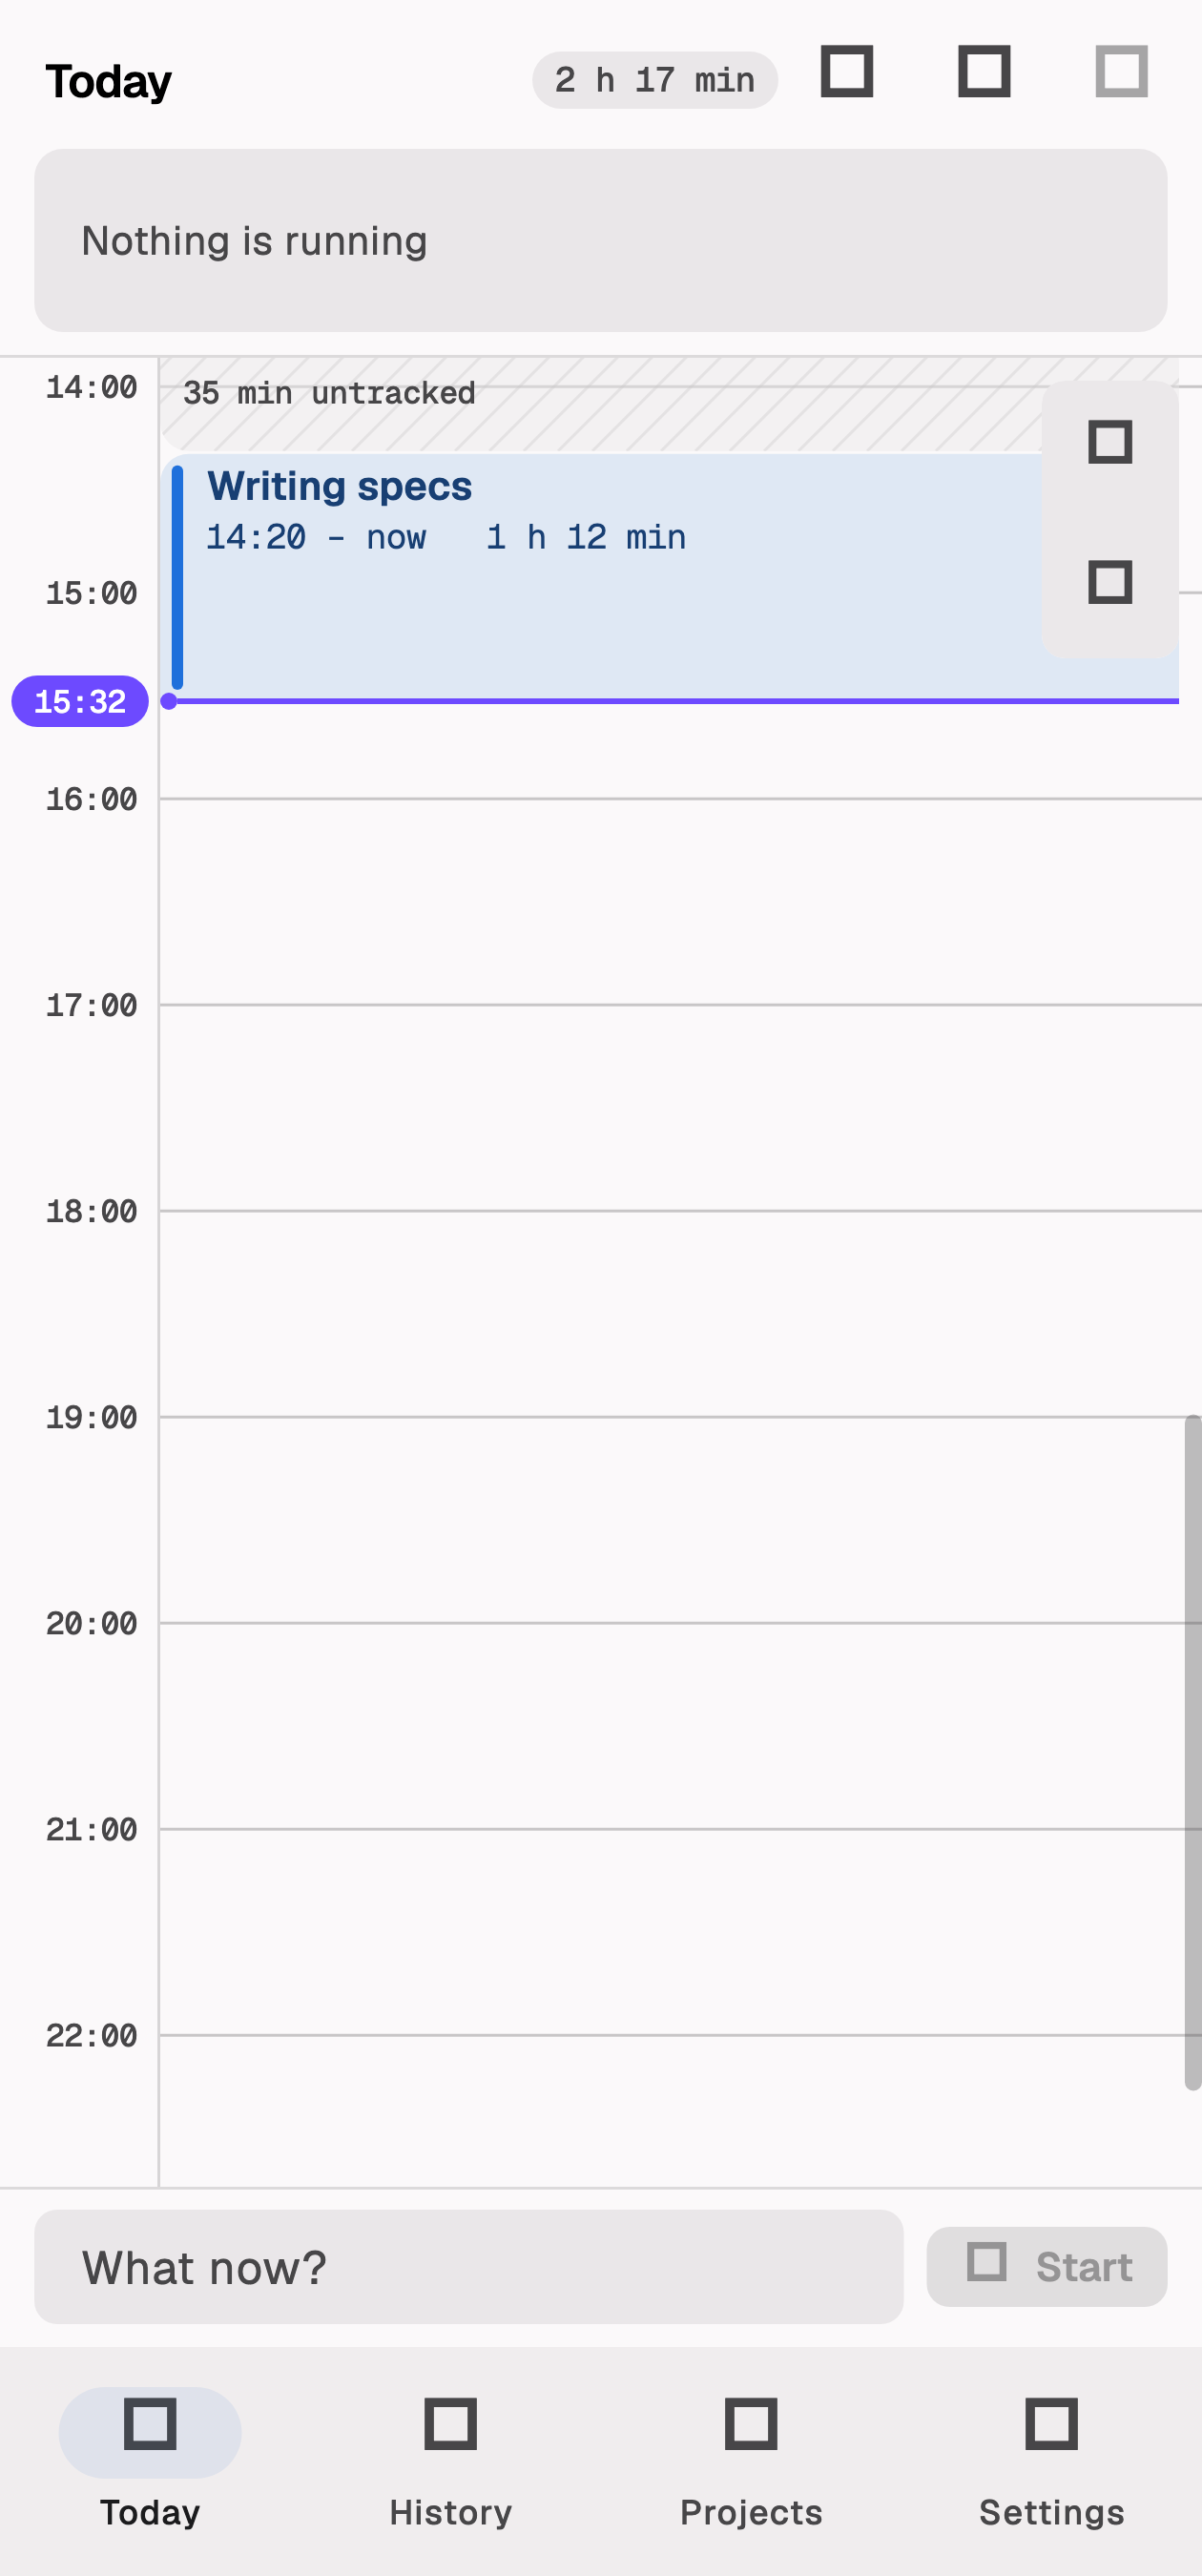 Today
2 h 17 min
Nothing is running
14:00
35 min untracked
Writing specs
14:20 – now 1 h 12 min
15:00
15:32
16:00
17:00
18:00
19:00
20:00
21:00
22:00
What now?
Start
Today
History
Projects
Settings